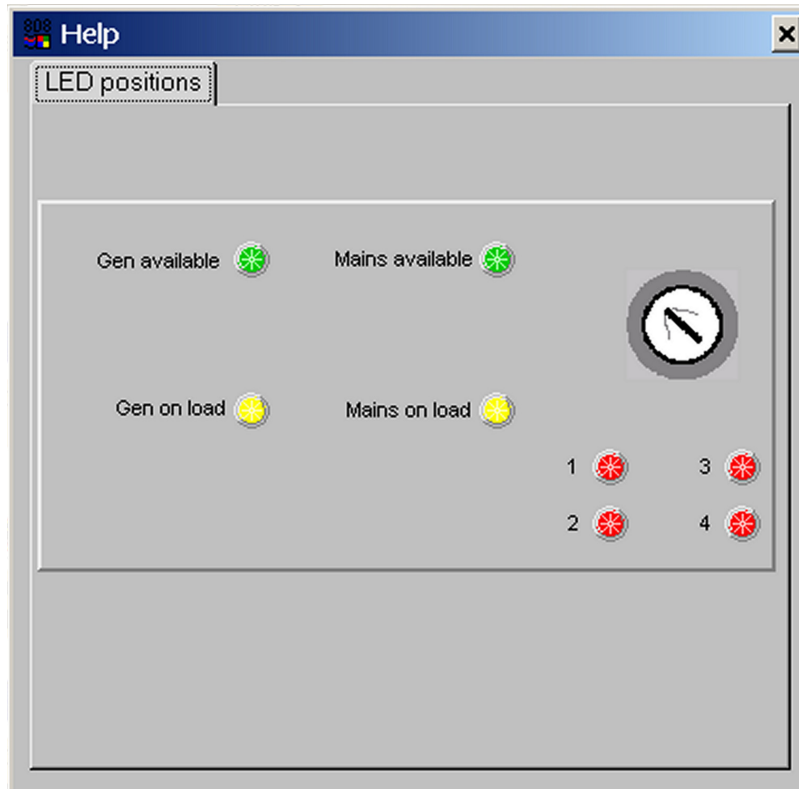 808
Help
LED positions
Gen available
Mains available
Gen on load
Mains on load
1
3
2
4